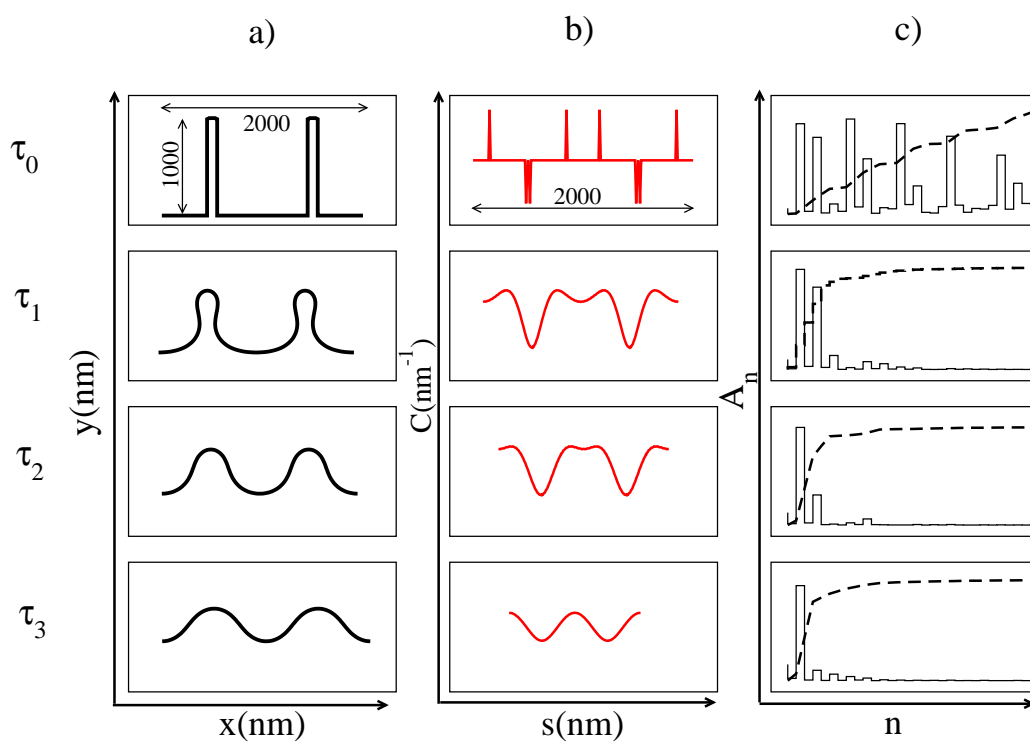 a) b) c)
τ0
2000
1000
2000
τ1
τ2
τ3
y(nm)
C(nm-1)
An
x(nm) s(nm) n